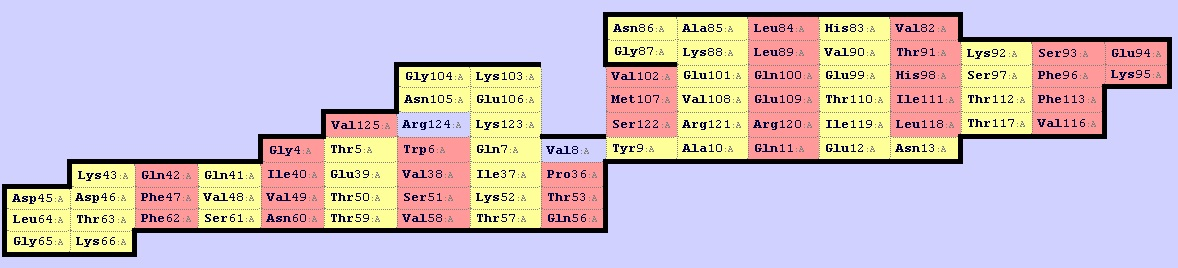 Asn86:A Ala85:A Leu84:A His83:A Val82:A
Gly87:A Lys88:A Leu89:A Val90:A Thr91:A Lys92:A Ser93:A Glu94:A
Gly104:A Lys103:A Val102:A Glu101:A Gln100:A Glu99:A His98:A Ser97:A Phe96:A Lys95:A
Asn105:A Glu106:A Met107:A Val108:A Glu109:A Thr110:A Ile111:A Thr112:A Phe113:A
Val125:A Arg124:A Lys123:A Ser122:A Arg121:A Arg120:A Ile119:A Leu118:A Thr117:A Val116:A
Gly4:A Thr5:A Trp6:A Gln7:A Val8:A Tyr9:A Ala10:A Gln11:A Glu12:A Asn13:A
Lys43:A Gln42:A Gln41:A Ile40:A Glu39:A Val38:A Ile37:A Pro36:A
Asp45:A Asp46:A Phe47:A Val48:A Val49:A Thr50:A Ser51:A Lys52:A Thr53:A
Leu64:A Thr63:A Phe62:A Ser61:A Asn60:A Thr59:A Val58:A Thr57:A Gln56:A
Gly65:A Lys66:A